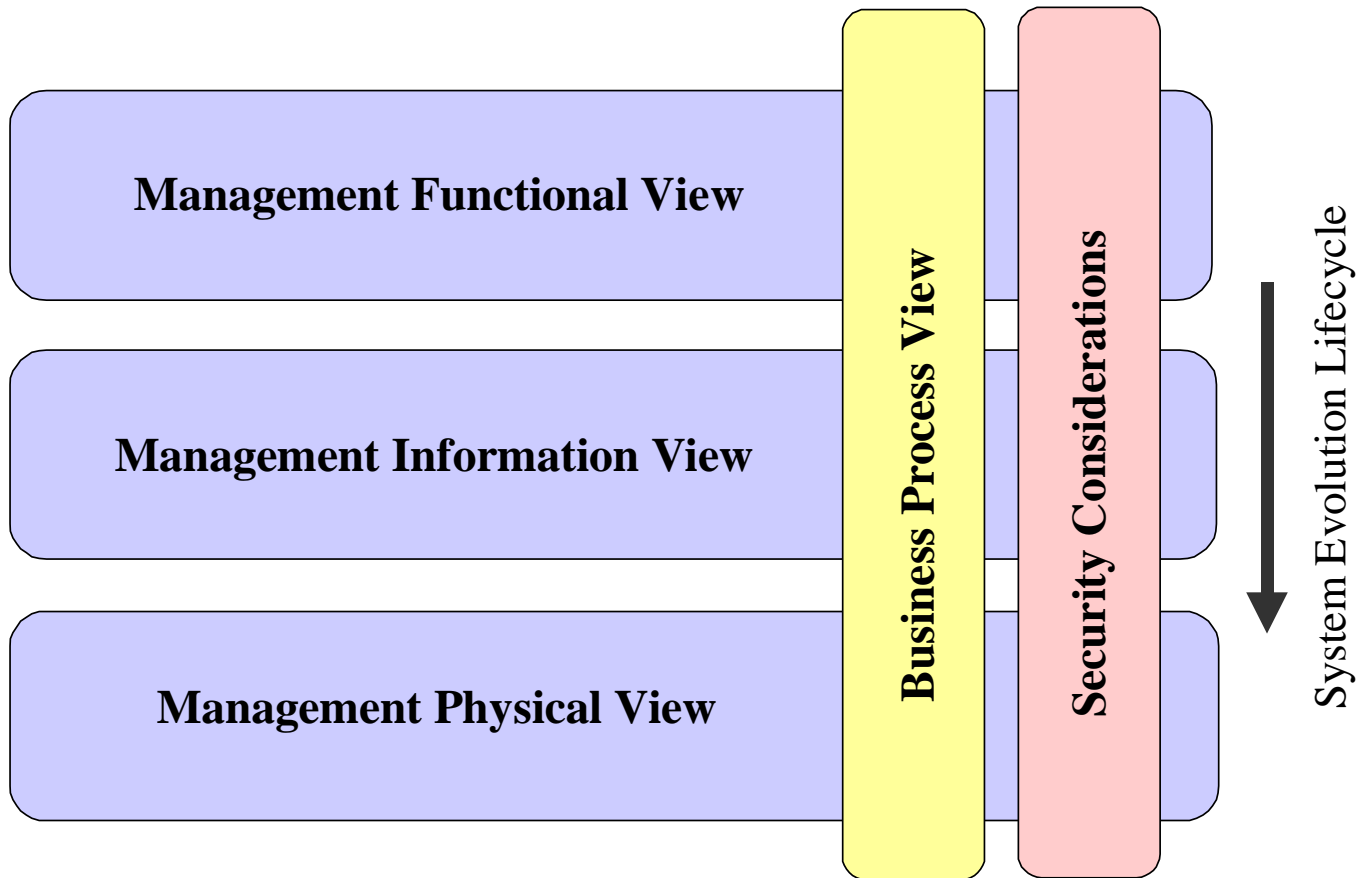 Management Functional View
Management Information View
Management Physical View
Business Process View
Security Considerations
System Evolution Lifecycle